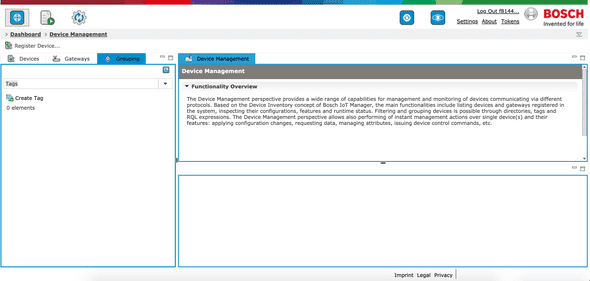 Log Out f8144...
BOSCH
Settings About Tokens
Invented for life
Dashboard Device Management
Register Device...
Devices Gateways Grouping
Device Management
Tags
Create Tag
0 elements
Device Management
Functionality Overview
The Device Management perspective provides a wide range of capabilities for management and monitoring of devices communicating via different
protocols. Based on the Device Inventory concept of Bosch IoT Manager, the main functionalities include listing devices and gateways registered in
the system, inspecting their configurations, features and runtime status. Filtering and grouping devices is possible through directories, tags and
RQL expressions. The Device Management perspective allows also performing of instant management actions over single device(s) and their
features: applying configuration changes, requesting data, managing attributes, issuing device control commands, etc.
Imprint Legal Privacy